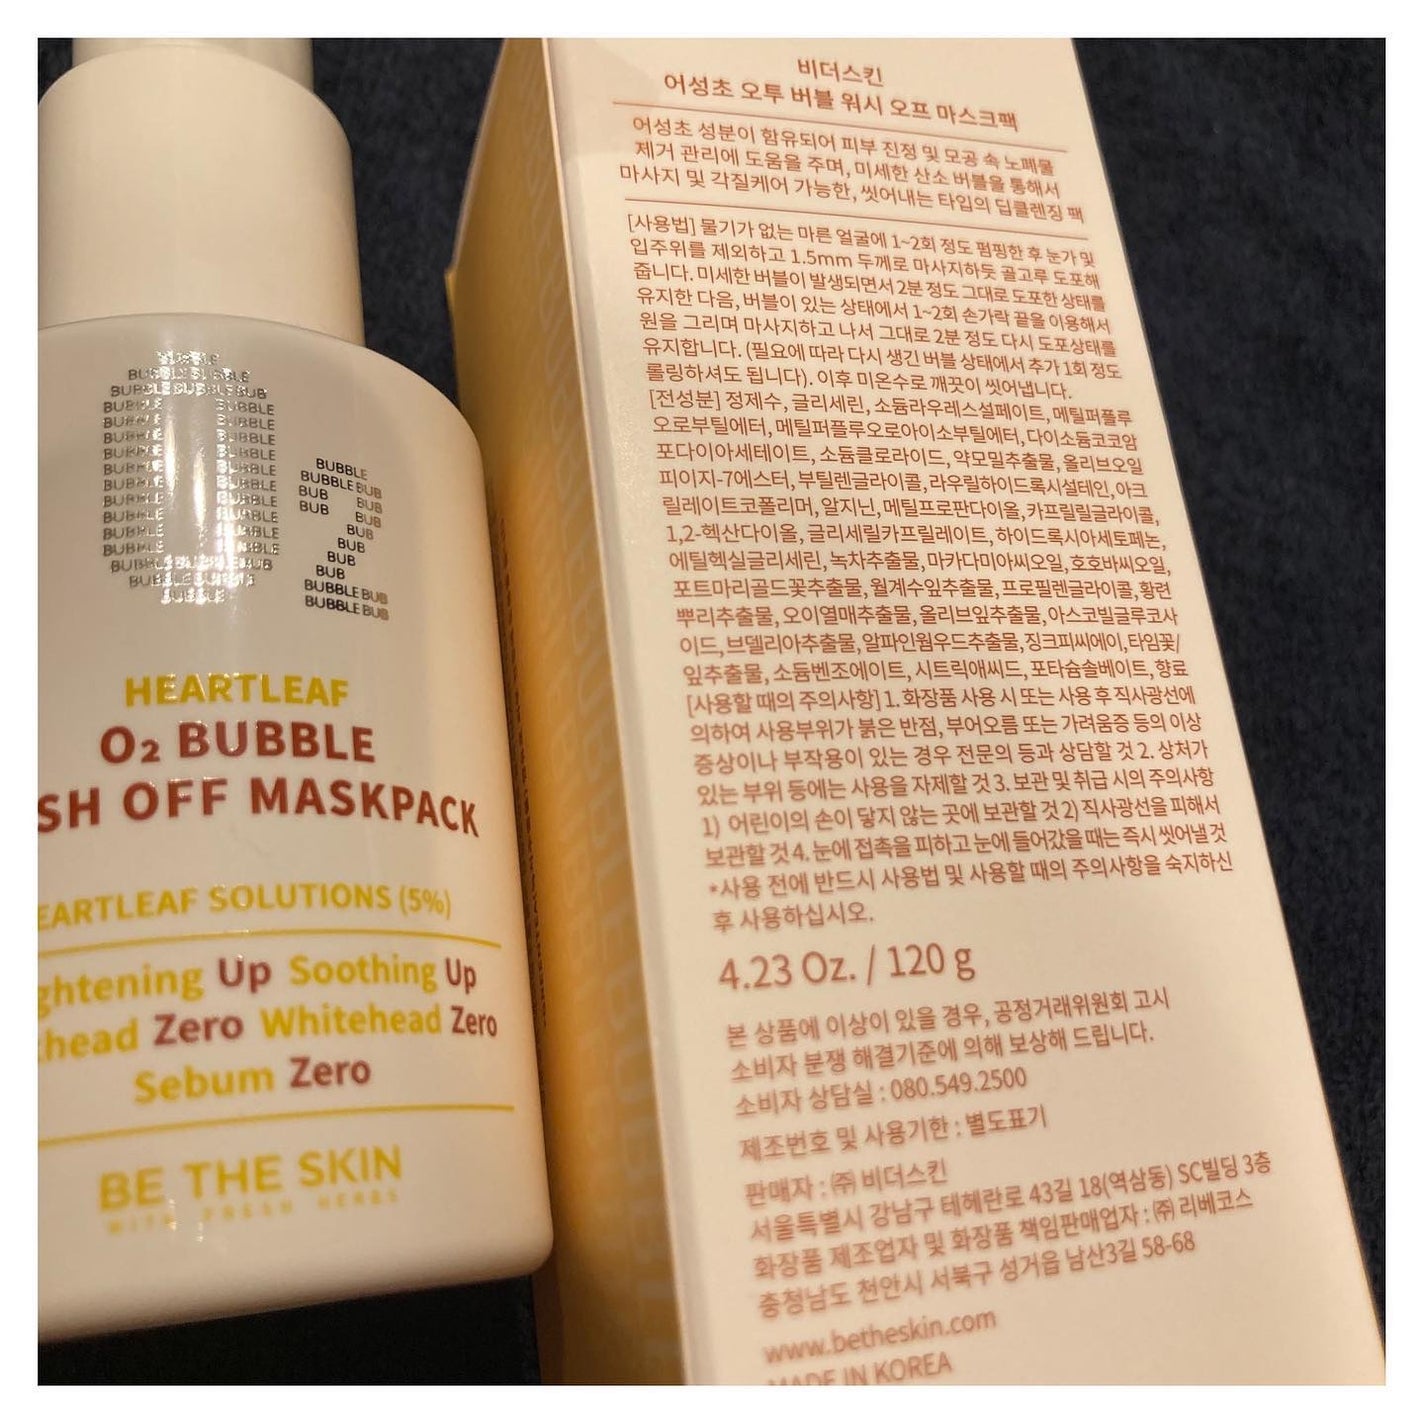 HEARTLEAF
O₂ BUBBLE
SH OFF MASKPACK
EARTLEAF SOLUTIONS (5%)
ghtening Up Soothing Up
head Zero Whitehead Zero
Sebum Zero
BE THE SKIN
WITH FRESH HERBS
비더스킨
어성초 오투 버블 워시 오프 마스크팩
어성초 성분이 함유되어 피부 진정 및 모공 속 노폐물
제거 관리에 도움을 주며, 미세한 산소 버블을 통해서
마사지 및 각질케어 가능한, 씻어내는 타입의 딥클렌징 팩
[사용법] 물기가 없는 마른 얼굴에 1~2회 정도 펌핑한 후 눈가 및
입주위를 제외하고 1.5mm 두께로 마사지하듯 골고루 도포해
줍니다. 미세한 버블이 발생되면서 2분 정도 그대로 도포한 상태를
유지한 다음, 버블이 있는 상태에서 1~2회 손가락 끝을 이용해서
원을 그리며 마사지하고 나서 그대로 2분 정도 다시 도포상태를
유지합니다. (필요에 따라 다시 생긴 버블 상태에서 추가 1회 정도
롤링하셔도 됩니다). 이후 미온수로 깨끗이 씻어냅니다.
[전성분] 정제수, 글리세린, 소듐라우레스설페이트, 메틸퍼플루
오로부틸에터, 메틸퍼플루오로아이소부틸에터, 다이소듐코코암
포다이아세테이트, 소듐클로라이드, 약모밀추출물, 올리브오일
피이지-7에스터, 부틸렌글라이콜, 라우릴하이드록시설테인, 아크
릴레이트코폴리머, 알지닌, 메틸프로판다이올, 카프릴릴글라이콜,
1,2-헥산다이올, 글리세릴카프릴레이트, 하이드록시아세토페논,
에틸헥실글리세린, 녹차추출물, 마카다미아씨오일, 호호바씨오일,
포트마리골드꽃추출물, 월계수잎추출물, 프로필렌글라이콜, 황련
뿌리추출물, 오이열매추출물, 올리브잎추출물, 아스코빌글루코사
이드, 브델리아추출물, 알파인웜우드추출물, 징크피씨에이, 타임꽃/
잎추출물, 소듐벤조에이트, 시트릭애씨드, 포타슘솔베이트, 향료
[사용할 때의 주의사항] 1. 화장품 사용 시 또는 사용 후 직사광선에
의하여 사용부위가 붉은 반점, 부어오름 또는 가려움증 등의 이상
증상이나 부작용이 있는 경우 전문의 등과 상담할 것 2. 상처가
있는 부위 등에는 사용을 자제할 것 3. 보관 및 취급 시의 주의사항
1) 어린이의 손이 닿지 않는 곳에 보관할 것 2) 직사광선을 피해서
보관할 것 4. 눈에 접촉을 피하고 눈에 들어갔을 때는 즉시 씻어낼 것
*사용 전에 반드시 사용법 및 사용할 때의 주의사항을 숙지하신
후 사용하십시오.
4.23 Oz. / 120 g
본 상품에 이상이 있을 경우, 공정거래위원회 고시
소비자 분쟁 해결기준에 의해 보상해 드립니다.
소비자 상담실 : 080.549.2500
제조번호 및 사용기한 : 별도표기
판매자 : ㈜ 비더스킨
서울특별시 강남구 테헤란로 43길 18(역삼동) SC빌딩 3층
화장품 제조업자 및 화장품 책임판매업자 : ㈜ 리베코스
충청남도 천안시 서북구 성거읍 남산3길 58-68
www.betheskin.com
MADE IN KOREA